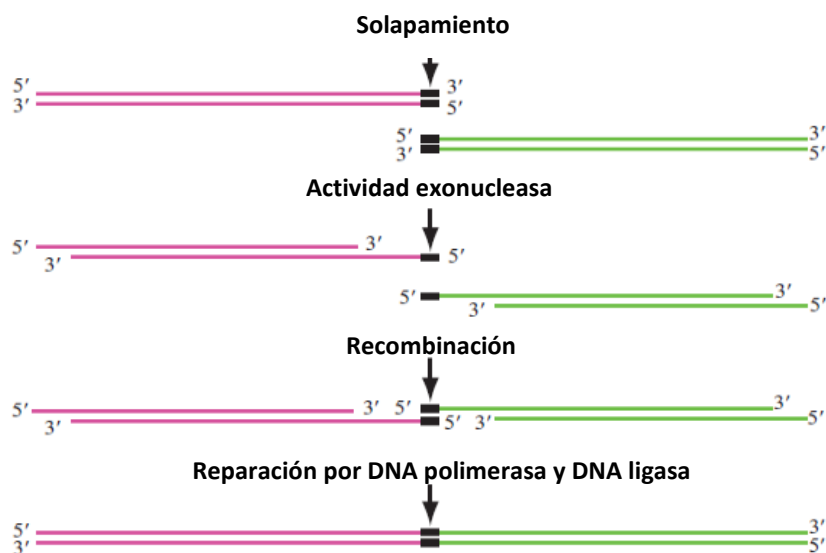 Solapamiento
5′ 3′
3′ 5′
5′ 3′
3′ 5′
Actividad exonucleasa
5′ 3′
3′ 5′
5′ 3′
3′ 5′
Recombinación
5′ 3′ 5′ 3′
3′ 5′ 3′ 5′
Reparación por DNA polimerasa y DNA ligasa
5′ 3′
3′ 5′